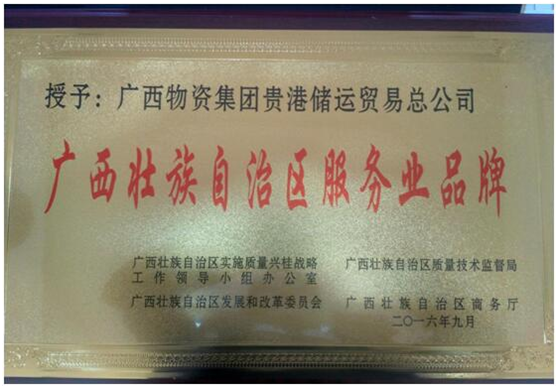 授予：广西物资集团贵港储运贸易总公司
广西壮族自治区服务业品牌
广西壮族自治区实施质量兴桂战略
工作领导小组办公室
广西壮族自治区质量技术监督局
广西壮族自治区发展和改革委员会
广西壮族自治区商务厅
二〇一六年九月